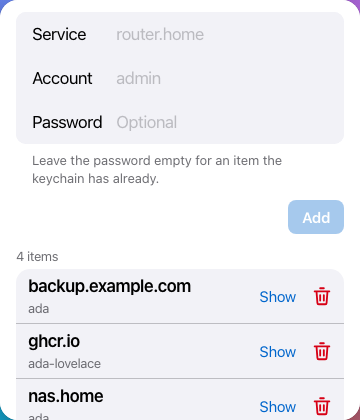 Service router.home
Account admin
Password Optional
Leave the password empty for an item the
keychain has already.
Add
4 items
backup.example.com
ada
Show
ghcr.io
ada-lovelace
Show
nas.home
ada
Show